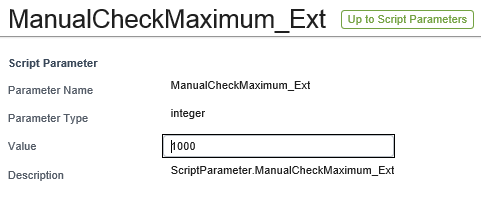 ManualCheckMaximum_Ext Up to Script Parameters
Script Parameter
Parameter Name ManualCheckMaximum_Ext
Parameter Type integer
Value 1000
Description ScriptParameter.ManualCheckMaximum_Ext